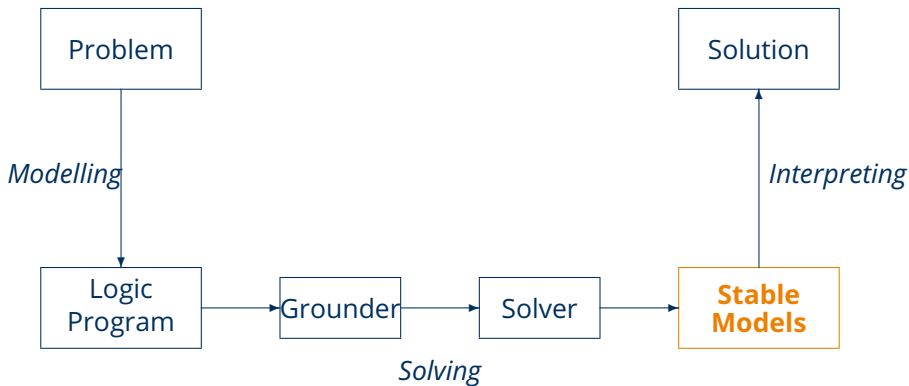 Problem
Solution
Modelling
Interpreting
Logic
Program
Grounder
Solver
Stable
Models
Solving